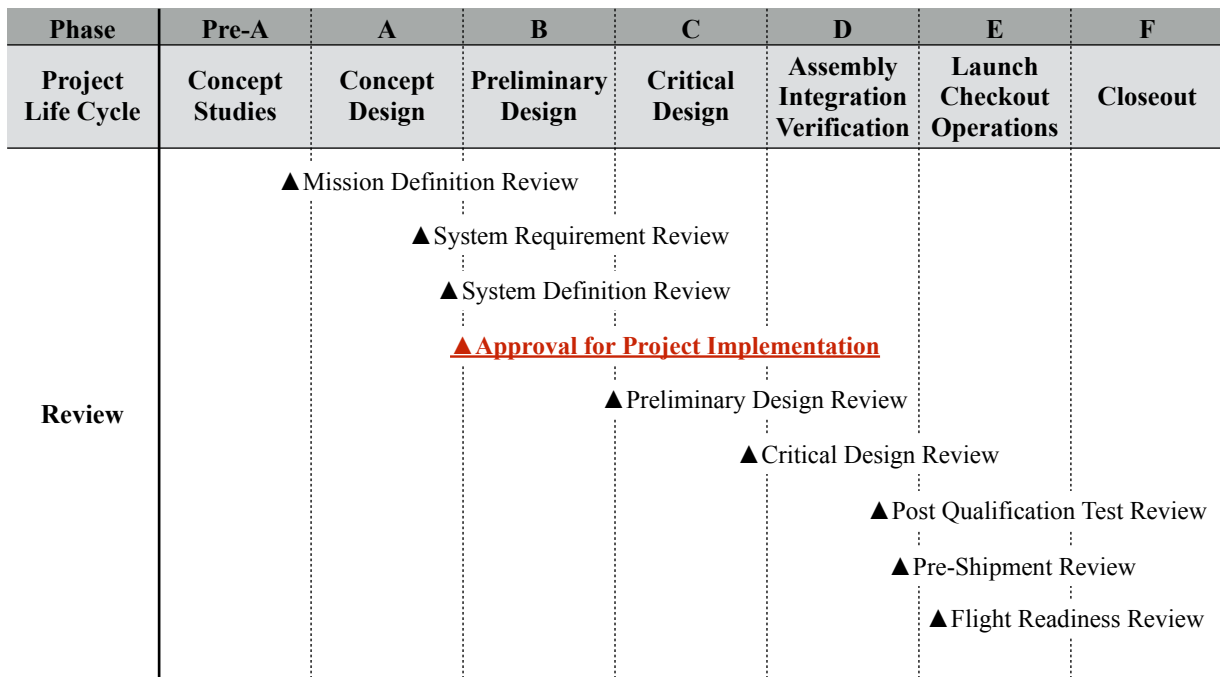 Phase Pre-A A B C D E F
Project Life Cycle
Concept Studies
Concept Design
Preliminary Design
Critical Design
Assembly Integration Verification
Launch Checkout Operations
Closeout
Review
▲Mission Definition Review
▲System Requirement Review
▲System Definition Review
▲Approval for Project Implementation
▲Preliminary Design Review
▲Critical Design Review
▲Post Qualification Test Review
▲Pre-Shipment Review
▲Flight Readiness Review